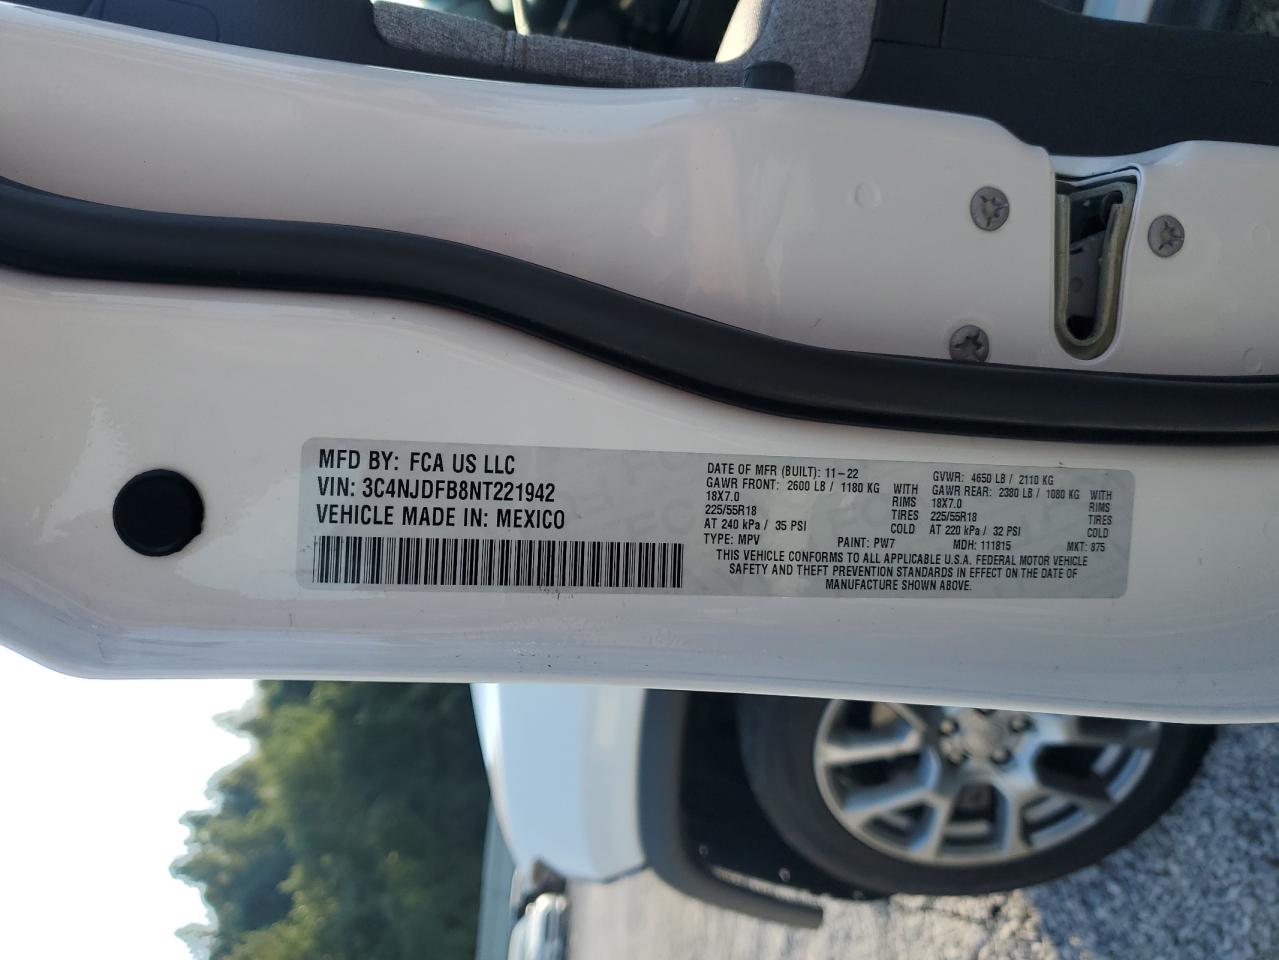 MFD BY: FCA US LLC
VIN: 3C4NJDFB8NT221942
VEHICLE MADE IN: MEXICO
DATE OF MFR (BUILT): 11-22
GAWR FRONT: 2600 LB / 1180 KG WITH
18X7.0 RIMS
225/55R18 TIRES
AT 240 kPa / 35 PSI COLD
TYPE: MPV
GVWR: 4650 LB / 2110 KG
GAWR REAR: 2380 LB / 1080 KG WITH
18X7.0 RIMS
225/55R18 TIRES
AT 220 kPa / 32 PSI COLD
PAINT: PW7 MDH: 111815 MKT: 875
THIS VEHICLE CONFORMS TO ALL APPLICABLE U.S.A. FEDERAL MOTOR VEHICLE
SAFETY AND THEFT PREVENTION STANDARDS IN EFFECT ON THE DATE OF
MANUFACTURE SHOWN ABOVE.